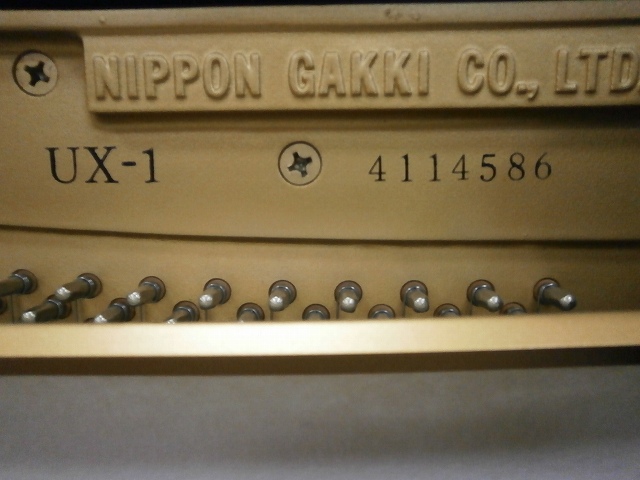 NIPPON GAKKI CO., LTD.
UX-1 4114586